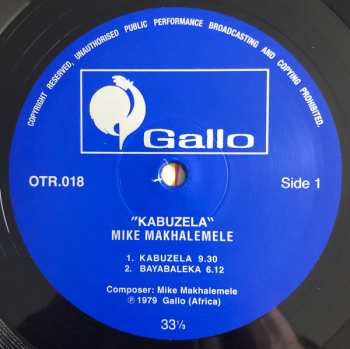 COPYRIGHT RESERVED, UNAUTHORISED PUBLIC PERFORMANCE BROADCASTING AND COPYING PROHIBITED.
Gallo
OTR.018
Side 1
"KABUZELA"
MIKE MAKHALEMELE
1. KABUZELA 9.30
2. BAYABALEKA 6.12
Composer: Mike Makhalemele
℗ 1979 Gallo (Africa)
33⅓